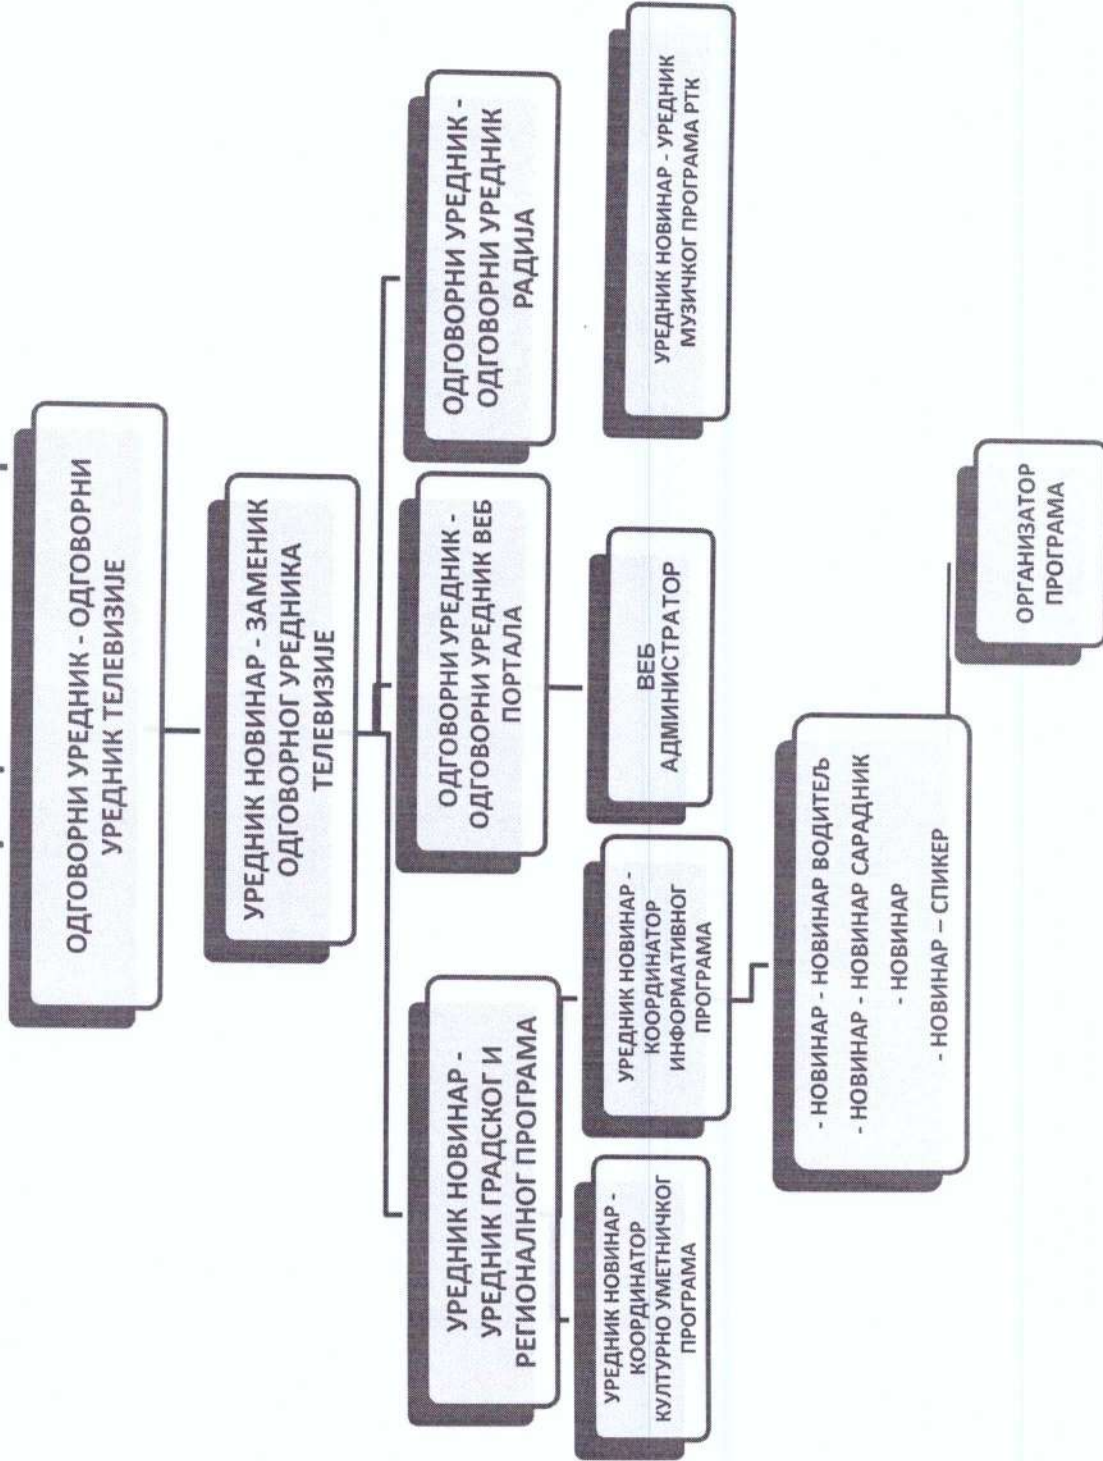 ОДГОВОРНИ УРЕДНИК - ОДГОВОРНИ
УРЕДНИК ТЕЛЕВИЗИЈЕ
УРЕДНИК НОВИНАР - ЗАМЕНИК
ОДГОВОРНОГ УРЕДНИКА
ТЕЛЕВИЗИЈЕ
УРЕДНИК НОВИНАР -
УРЕДНИК ГРАДСКОГ И
РЕГИОНАЛНОГ ПРОГРАМА
ОДГОВОРНИ УРЕДНИК -
ОДГОВОРНИ УРЕДНИК ВЕБ
ПОРТАЛА
ОДГОВОРНИ УРЕДНИК -
ОДГОВОРНИ УРЕДНИК
РАДИЈА
УРЕДНИК НОВИНАР -
КООРДИНАТОР
КУЛТУРНО УМЕТНИЧКОГ
ПРОГРАМА
УРЕДНИК НОВИНАР -
КООРДИНАТОР
ИНФОРМАТИВНОГ
ПРОГРАМА
ВЕБ
АДМИНИСТРАТОР
УРЕДНИК НОВИНАР - УРЕДНИК
МУЗИЧКОГ ПРОГРАМА РТК
- НОВИНАР - НОВИНАР ВОДИТЕЉ
- НОВИНАР - НОВИНАР САРАДНИК
- НОВИНАР
- НОВИНАР – СПИКЕР
ОРГАНИЗАТОР
ПРОГРАМА